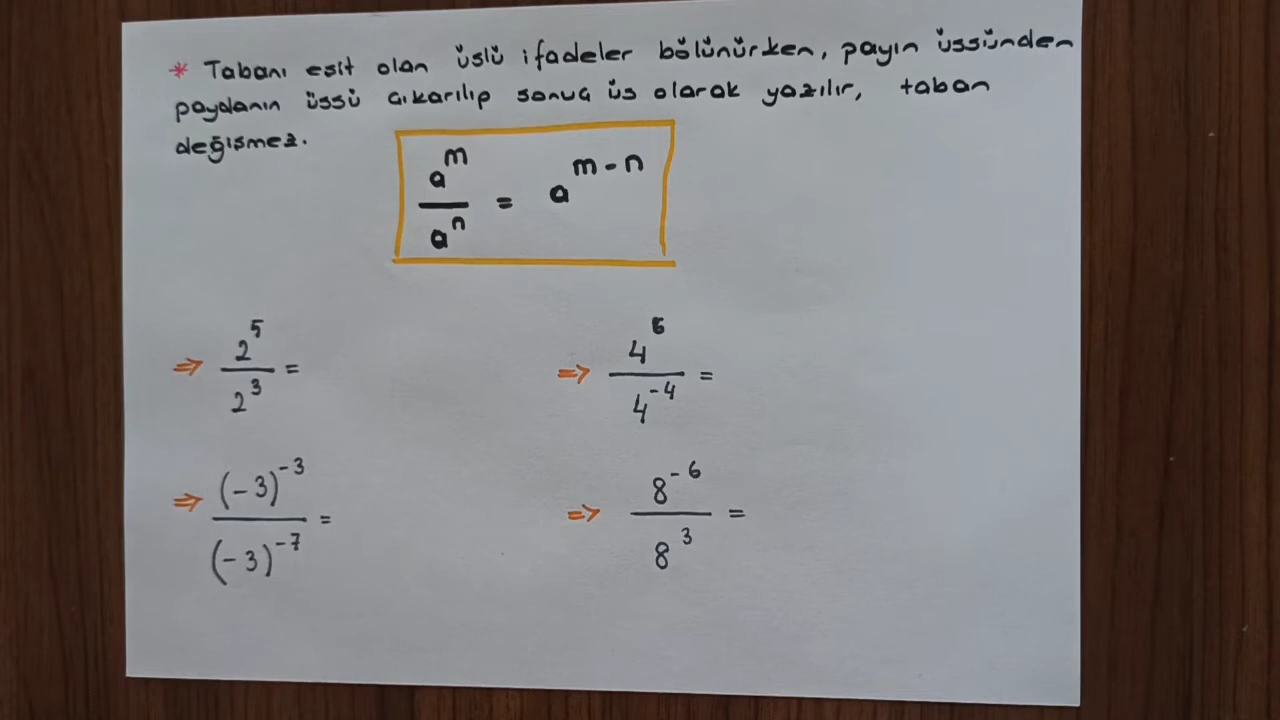 * Tabanı eşit olan üslü ifadeler bölünürken, payın üssünden
paydanın üssü çıkarılıp sonuca üs olarak yazılır, taban
değişmez.
a^m / a^n = a^(m-n)
⇒ 2^5 / 2^3 =
⇒ 4^6 / 4^-4 =
⇒ (-3)^-3 / (-3)^-7 =
⇒ 8^-6 / 8^3 =